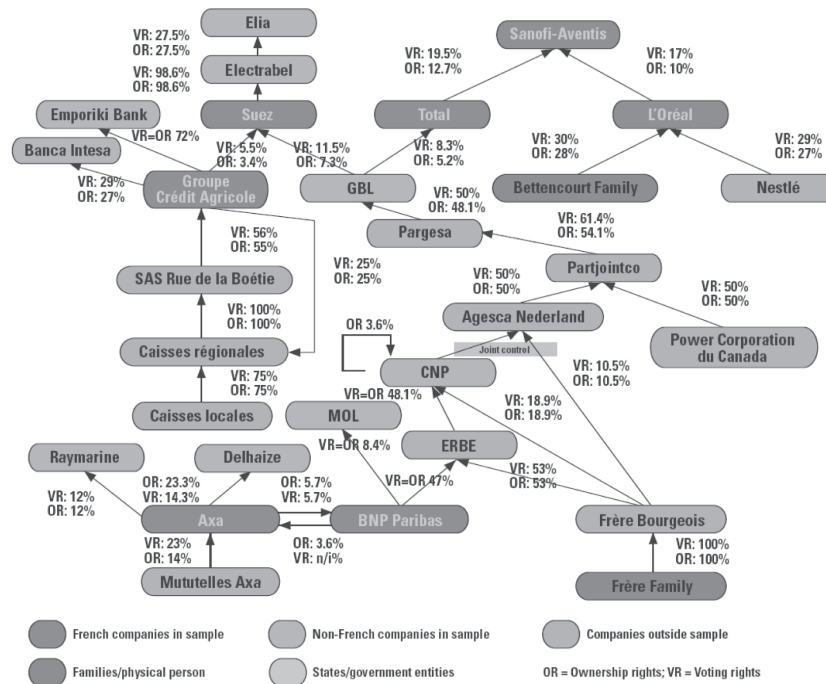 Elia
VR: 27.5%
OR: 27.5%
Sanofi-Aventis
VR: 19.5%
OR: 12.7%
VR: 17%
OR: 10%
Electrabel
VR: 98.6%
OR: 98.6%
Emporiki Bank
Suez
Total
L'Oréal
VR=OR 72%
Banca Intesa
VR: 5.5%
OR: 3.4%
VR: 11.5%
OR: 7.3%
VR: 8.3%
OR: 5.2%
VR: 30%
OR: 28%
VR: 29%
OR: 27%
VR: 29%
OR: 27%
Groupe
Crédit Agricole
GBL
Bettencourt Family
Nestlé
VR: 50%
OR: 48.1%
Pargesa
VR: 61.4%
OR: 54.1%
VR: 56%
OR: 55%
VR: 25%
OR: 25%
Partjointco
SAS Rue de la Boétie
VR: 50%
OR: 50%
VR: 50%
OR: 50%
Agesca Nederland
VR: 100%
OR: 100%
OR 3.6%
Power Corporation
du Canada
Joint control
Caisses régionales
CNP
VR: 10.5%
OR: 10.5%
VR: 75%
OR: 75%
VR=OR 48.1%
VR: 18.9%
OR: 18.9%
Caisses locales
MOL
VR=OR 8.4%
ERBE
Raymarine
Delhaize
VR: 53%
OR: 53%
VR=OR 47%
OR: 23.3%
VR: 14.3%
OR: 5.7%
VR: 5.7%
VR: 12%
OR: 12%
Axa
BNP Paribas
Frère Bourgeois
VR: 23%
OR: 14%
OR: 3.6%
VR: n/i%
VR: 100%
OR: 100%
Mututelles Axa
Frère Family
French companies in sample
Non-French companies in sample
Companies outside sample
Families/physical person
States/government entities
OR = Ownership rights; VR = Voting rights